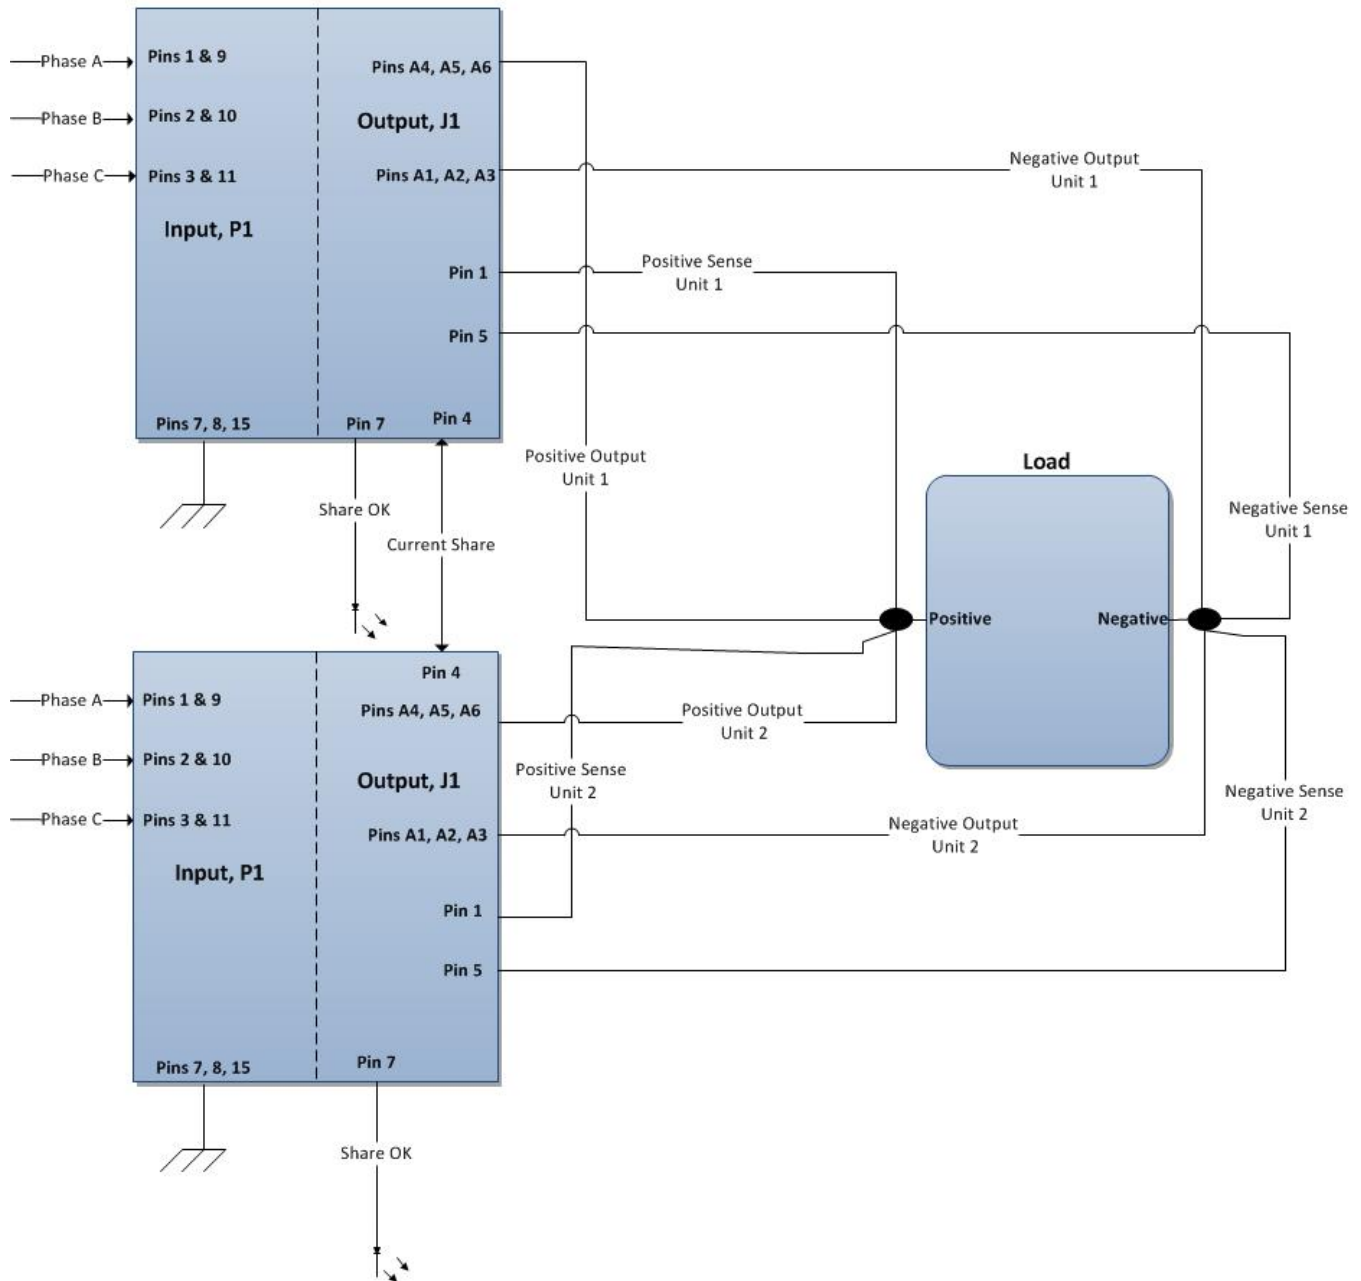 Phase A
Pins 1 & 9
Pins A4, A5, A6
Phase B
Pins 2 & 10
Output, J1
Phase C
Pins 3 & 11
Pins A1, A2, A3
Negative Output
Unit 1
Input, P1
Pin 1
Positive Sense
Unit 1
Pin 5
Pins 7, 8, 15
Pin 7
Pin 4
Positive Output
Unit 1
Load
Share OK
Current Share
Negative Sense
Unit 1
Positive
Negative
Pin 4
Phase A
Pins 1 & 9
Pins A4, A5, A6
Positive Output
Unit 2
Phase B
Pins 2 & 10
Output, J1
Positive Sense
Unit 2
Negative Sense
Unit 2
Phase C
Pins 3 & 11
Pins A1, A2, A3
Negative Output
Unit 2
Input, P1
Pin 1
Pin 5
Pins 7, 8, 15
Pin 7
Share OK